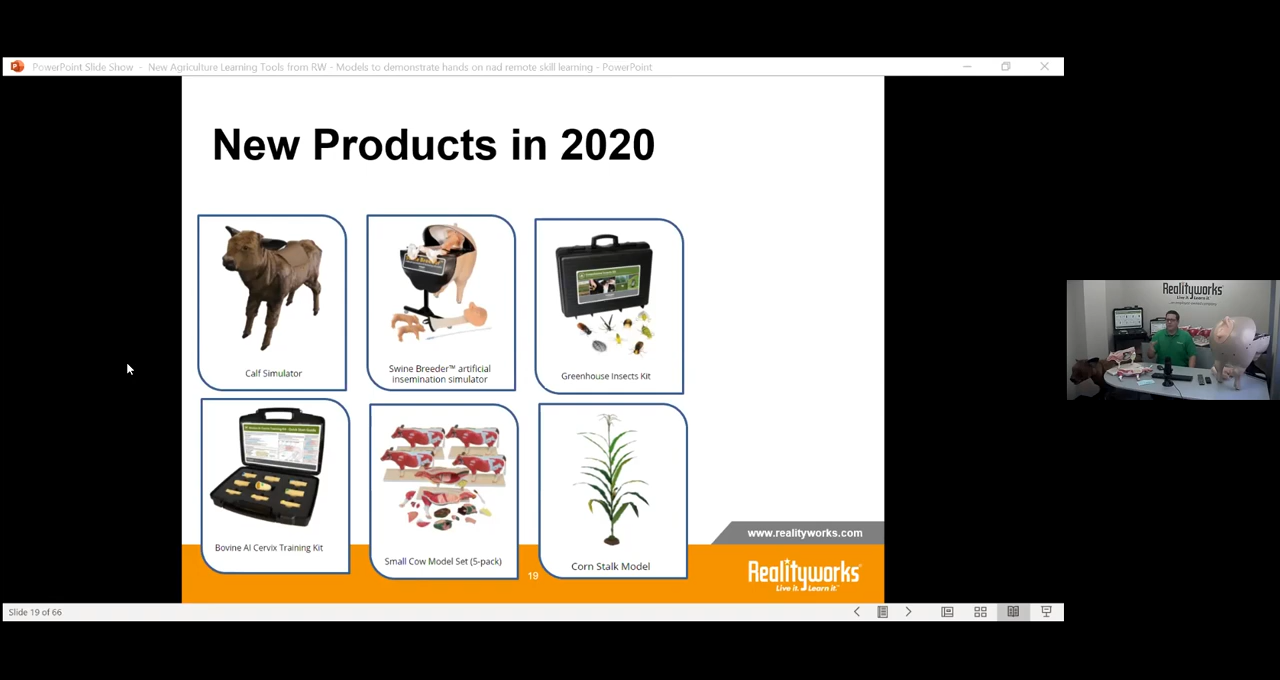 PowerPoint Slide Show - New Agriculture Learning Tools from RW - Models to demonstrate hands on nad remote skill learning - PowerPoint
New Products in 2020
Calf Simulator
Swine Breeder™ artificial
insemination simulator
Greenhouse Insects Kit
Bovine AI Cervix Training Kit
Small Cow Model Set (5-pack)
Corn Stalk Model
www.realityworks.com
19
Realityworks®
Live it. Learn it.™
Slide 19 of 66
Realityworks
Live it. Learn it.